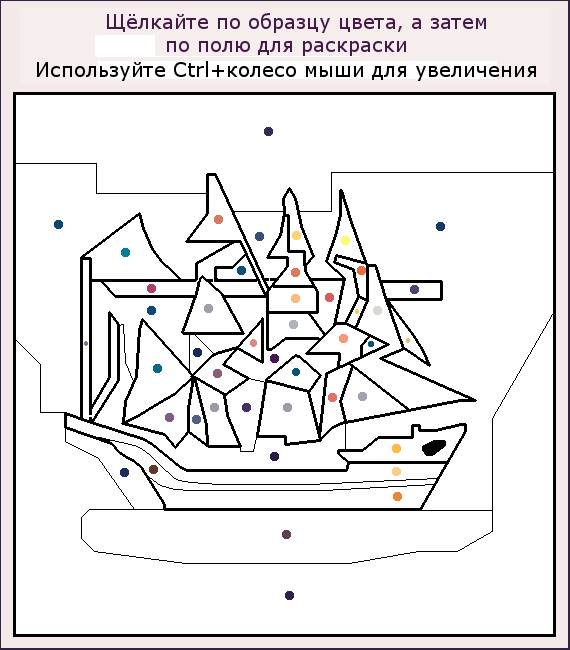 Щёлкайте по образцу цвета, а затем
по полю для раскраски
Используйте Ctrl+колесо мыши для увеличения